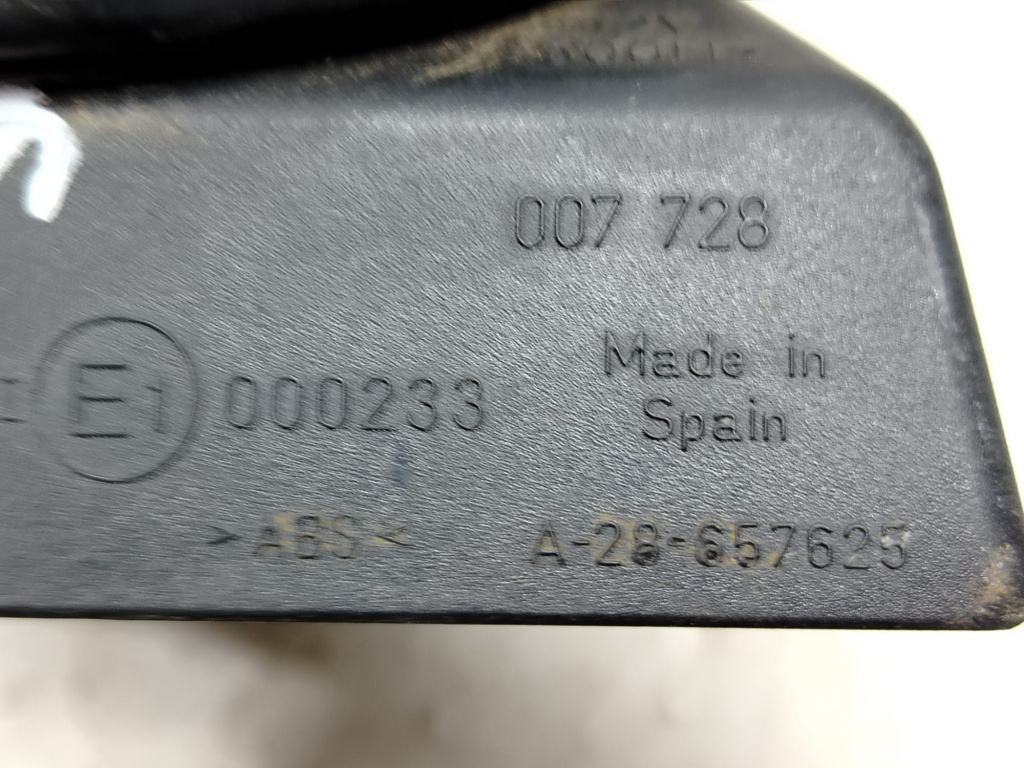 007 728
E1 000233
Made in
Spain
>ABS< A-28-657625